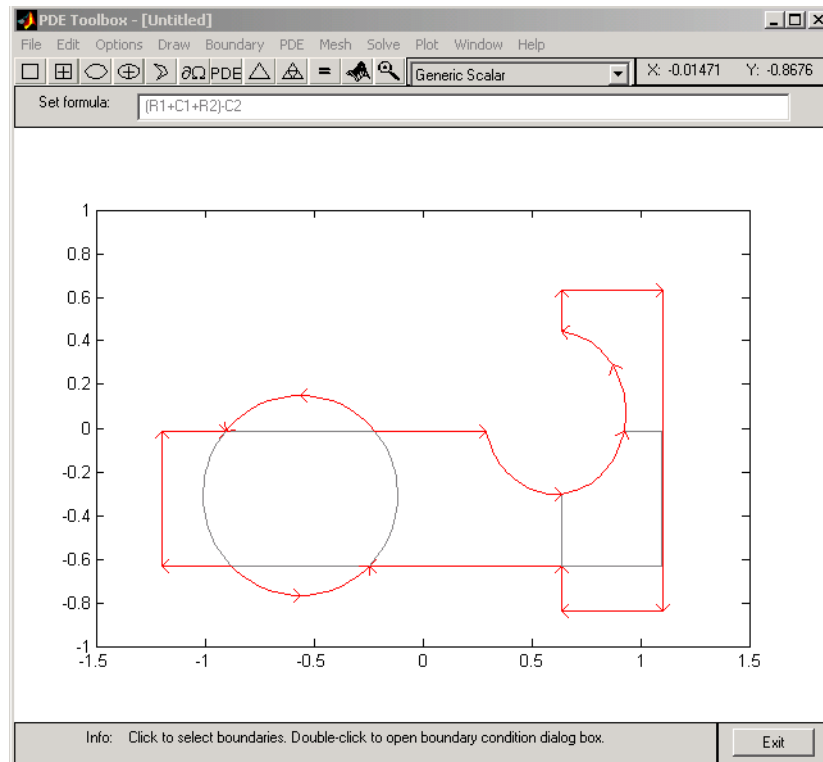 PDE Toolbox - [Untitled]
File Edit Options Draw Boundary PDE Mesh Solve Plot Window Help
∂Ω PDE = Generic Scalar X: -0.01471 Y: -0.8676
Set formula: (R1+C1+R2)-C2
1
0.8
0.6
0.4
0.2
0
-0.2
-0.4
-0.6
-0.8
-1
-1.5 -1 -0.5 0 0.5 1 1.5
Info: Click to select boundaries. Double-click to open boundary condition dialog box. Exit